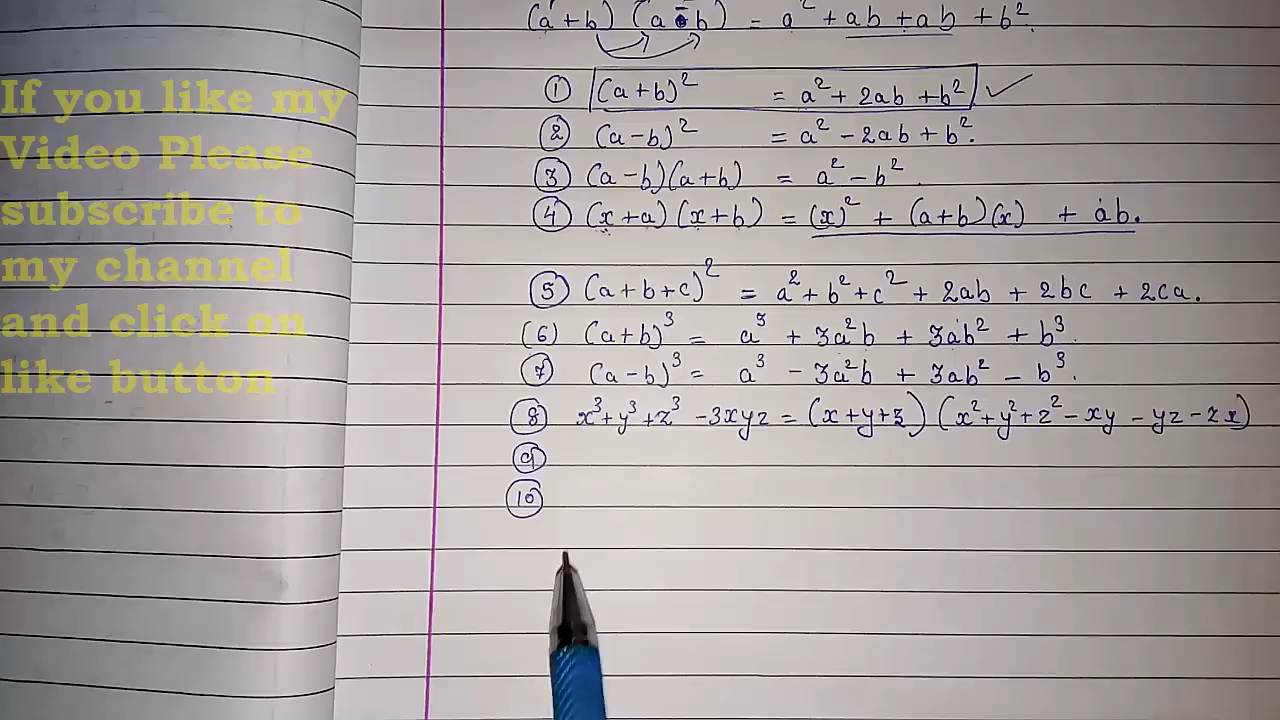 If you like my
Video Please
subscribe to
my channel
and click on
like button
(a+b) (a b) = a² + ab + ab + b².
① (a+b)² = a² + 2ab + b² ✓
② (a-b)² = a² - 2ab + b².
③ (a-b)(a+b) = a² - b².
④ (x+a)(x+b) = (x)² + (a+b)(x) + ab.
⑤ (a+b+c)² = a² + b² + c² + 2ab + 2bc + 2ca.
(6) (a+b)³ = a³ + 3a²b + 3ab² + b³.
⑦ (a-b)³ = a³ - 3a²b + 3ab² - b³.
⑧ x³+y³+z³ -3xyz = (x+y+z) (x²+y²+z²-xy-yz-zx)
⑨
⑩